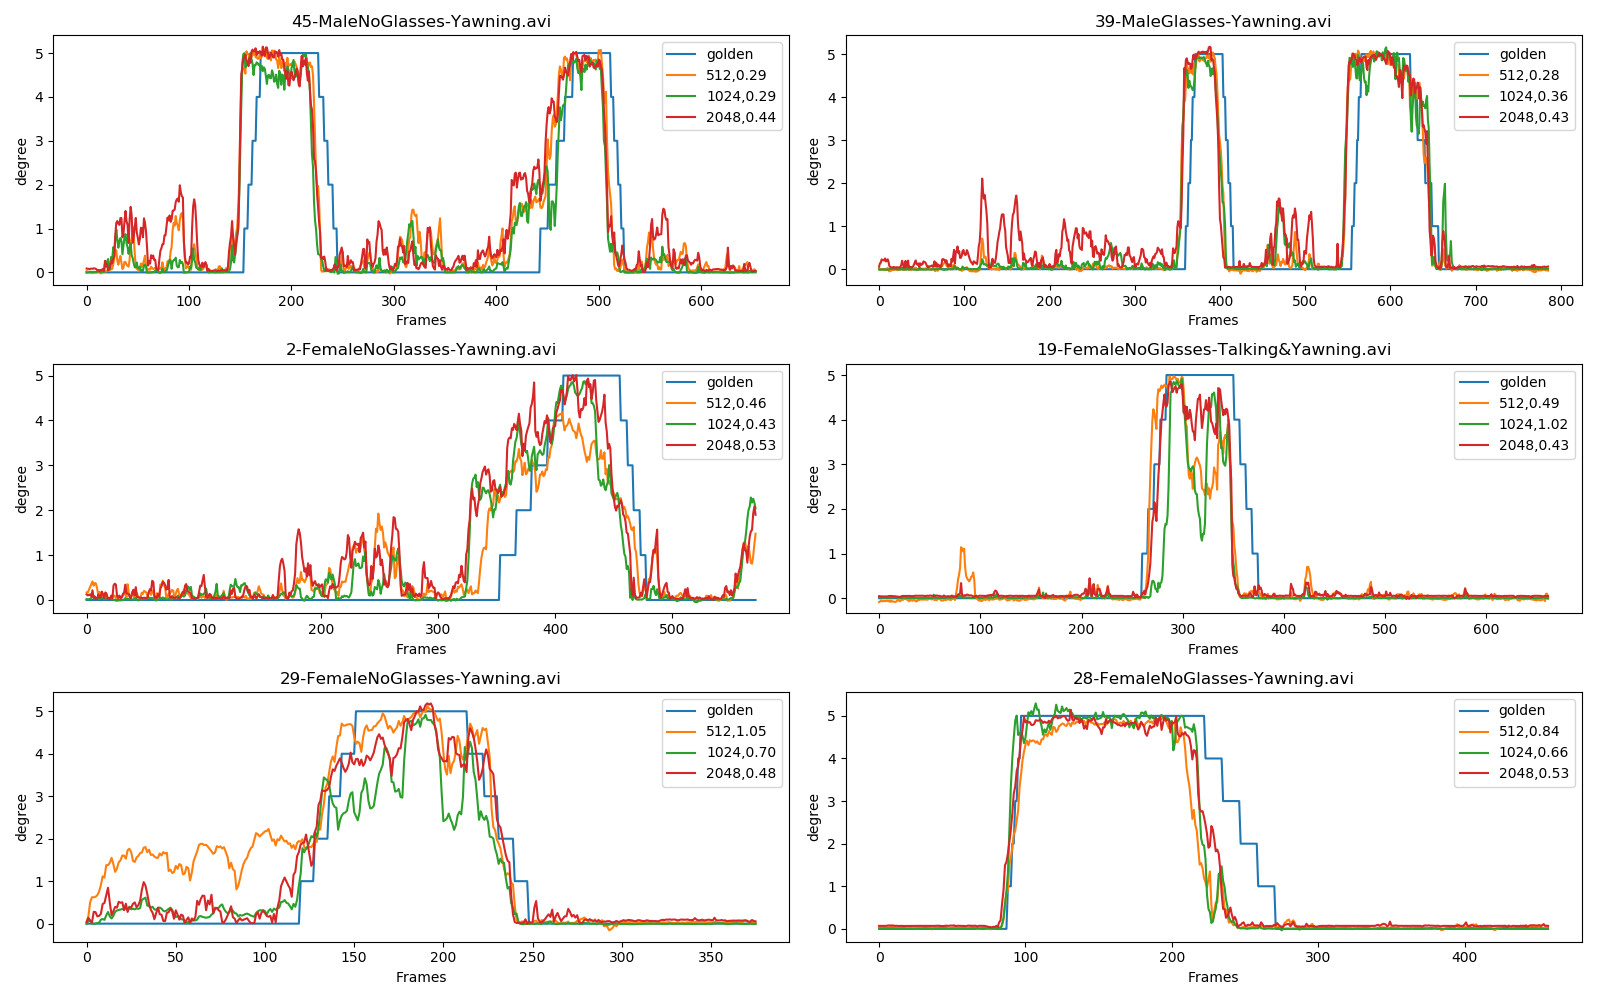 45-MaleNoGlasses-Yawning.avi
degree
5
4
3
2
1
0
golden
512,0.29
1024,0.29
2048,0.44
0 100 200 300 400 500 600
Frames
39-MaleGlasses-Yawning.avi
degree
5
4
3
2
1
0
golden
512,0.28
1024,0.36
2048,0.43
0 100 200 300 400 500 600 700 800
Frames
2-FemaleNoGlasses-Yawning.avi
degree
5
4
3
2
1
0
golden
512,0.46
1024,0.43
2048,0.53
0 100 200 300 400 500
Frames
19-FemaleNoGlasses-Talking&Yawning.avi
degree
5
4
3
2
1
0
golden
512,0.49
1024,1.02
2048,0.43
0 100 200 300 400 500 600
Frames
29-FemaleNoGlasses-Yawning.avi
degree
5
4
3
2
1
0
golden
512,1.05
1024,0.70
2048,0.48
0 50 100 150 200 250 300 350
Frames
28-FemaleNoGlasses-Yawning.avi
degree
5
4
3
2
1
0
golden
512,0.84
1024,0.66
2048,0.53
0 100 200 300 400
Frames